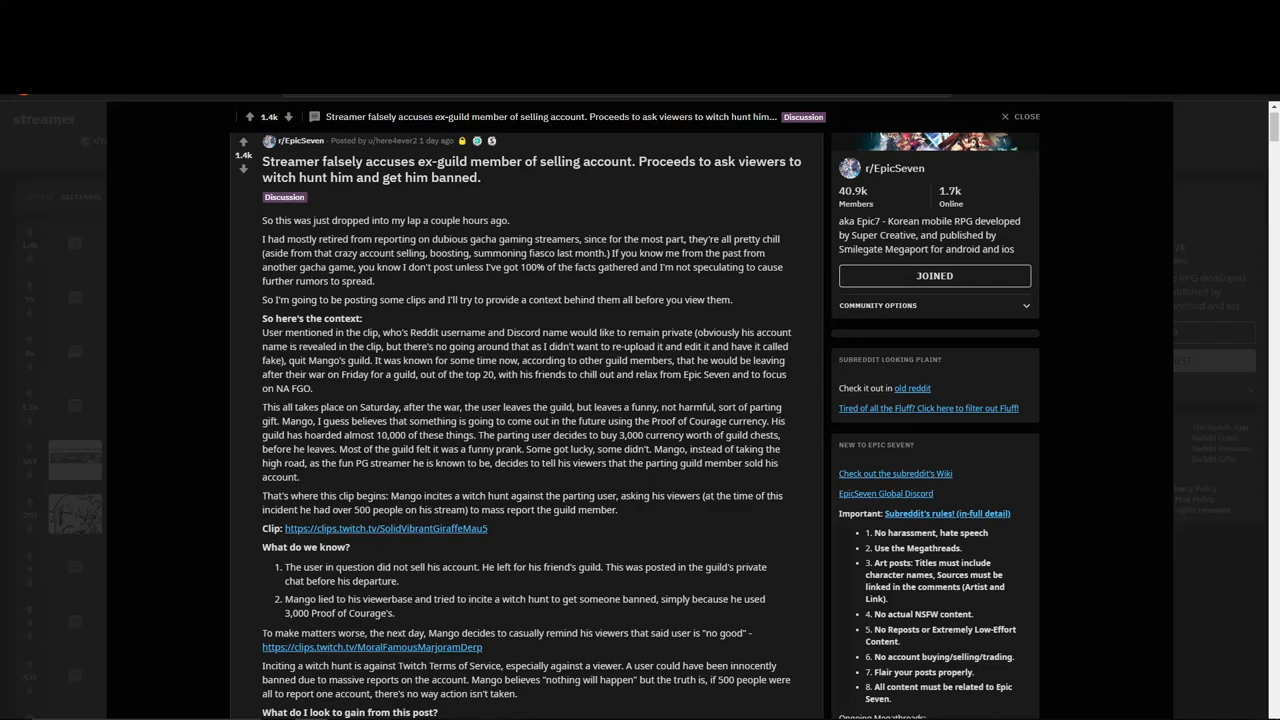 streamer
1.4k
Streamer falsely accuses ex-guild member of selling account. Proceeds to ask viewers to witch hunt him...
Discussion
CLOSE
r/EpicSeven · Posted by u/here4ever2 1 day ago
1.4k
Streamer falsely accuses ex-guild member of selling account. Proceeds to ask viewers to
witch hunt him and get him banned.
Discussion
So this was just dropped into my lap a couple hours ago.
I had mostly retired from reporting on dubious gacha gaming streamers, since for the most part, they're all pretty chill
(aside from that crazy account selling, boosting, summoning fiasco last month.) If you know me from the past from
another gacha game, you know I don't post unless I've got 100% of the facts gathered and I'm not speculating to cause
further rumors to spread.
So I'm going to be posting some clips and I'll try to provide a context behind them all before you view them.
So here's the context:
User mentioned in the clip, who's Reddit username and Discord name would like to remain private (obviously his account
name is revealed in the clip, but there's no going around that as I didn't want to re-upload it and edit it and have it called
fake), quit Mango's guild. It was known for some time now, according to other guild members, that he would be leaving
after their war on Friday for a guild, out of the top 20, with his friends to chill out and relax from Epic Seven and to focus
on NA FGO.
This all takes place on Saturday, after the war, the user leaves the guild, but leaves a funny, not harmful, sort of parting
gift. Mango, I guess believes that something is going to come out in the future using the Proof of Courage currency. His
guild has hoarded almost 10,000 of these things. The parting user decides to buy 3,000 currency worth of guild chests,
before he leaves. Most of the guild felt it was a funny prank. Some got lucky, some didn't. Mango, instead of taking the
high road, as the fun PG streamer he is known to be, decides to tell his viewers that the parting guild member sold his
account.
That's where this clip begins: Mango incites a witch hunt against the parting user, asking his viewers (at the time of this
incident he had over 500 people on his stream) to mass report the guild member.
Clip: https://clips.twitch.tv/SolidVibrantGiraffeMau5
What do we know?
1. The user in question did not sell his account. He left for his friend's guild. This was posted in the guild's private
chat before his departure.
2. Mango lied to his viewerbase and tried to incite a witch hunt to get someone banned, simply because he used
3,000 Proof of Courage's.
To make matters worse, the next day, Mango decides to casually remind his viewers that said user is "no good" -
https://clips.twitch.tv/MoralFamousMarjoramDerp
Inciting a witch hunt is against Twitch Terms of Service, especially against a viewer. A user could have been innocently
banned due to massive reports on the account. Mango believes "nothing will happen" but the truth is, if 500 people were
all to report one account, there's no way action isn't taken.
What do I look to gain from this post?
r/EpicSeven
40.9k
Members
1.7k
Online
aka Epic7 - Korean mobile RPG developed
by Super Creative, and published by
Smilegate Megaport for android and ios
JOINED
COMMUNITY OPTIONS
SUBREDDIT LOOKING PLAIN?
Check it out in old reddit
Tired of all the Fluff? Click here to filter out Fluff!
NEW TO EPIC SEVEN?
Check out the subreddit's Wiki
EpicSeven Global Discord
Important: Subreddit's rules! (in-full detail)
1. No harassment, hate speech
2. Use the Megathreads.
3. Art posts: Titles must include
character names, Sources must be
linked in the comments (Artist and
Link).
4. No actual NSFW content.
5. No Reposts or Extremely Low-Effort
Content.
6. No account buying/selling/trading.
7. Flair your posts properly.
8. All content must be related to Epic
Seven.
Ongoing Megathreads: